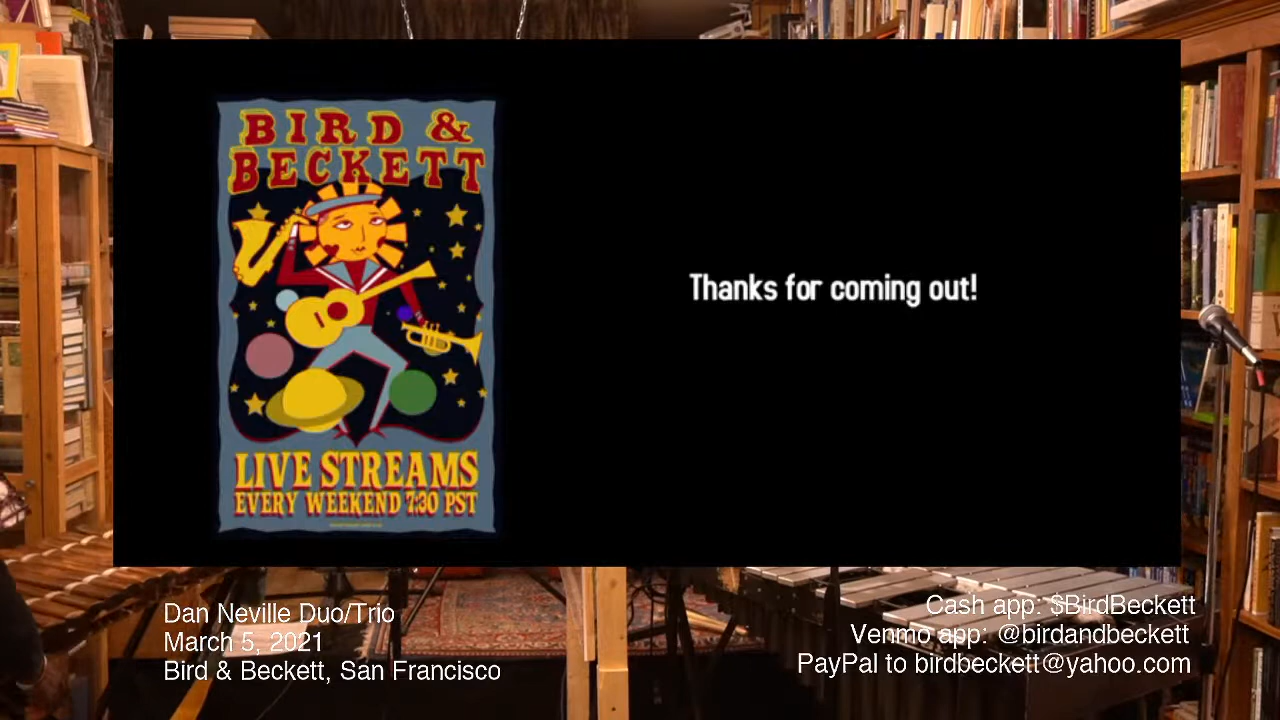 BIRD &
BECKETT
LIVE STREAMS
EVERY WEEKEND 7:30 PST
Thanks for coming out!
Dan Neville Duo/Trio
March 5, 2021
Bird & Beckett, San Francisco
Cash app: $BirdBeckett
Venmo app: @birdandbeckett
PayPal to birdbeckett@yahoo.com